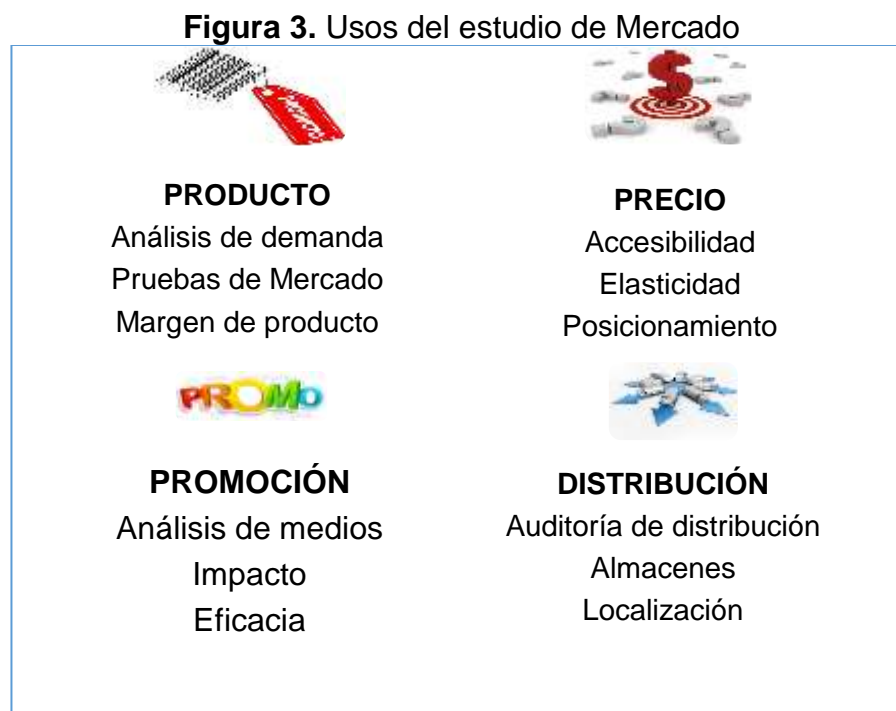 Figura 3. Usos del estudio de Mercado
PRODUCTO
Análisis de demanda
Pruebas de Mercado
Margen de producto
PRECIO
Accesibilidad
Elasticidad
Posicionamiento
PROMO
PROMOCIÓN
Análisis de medios
Impacto
Eficacia
DISTRIBUCIÓN
Auditoría de distribución
Almacenes
Localización